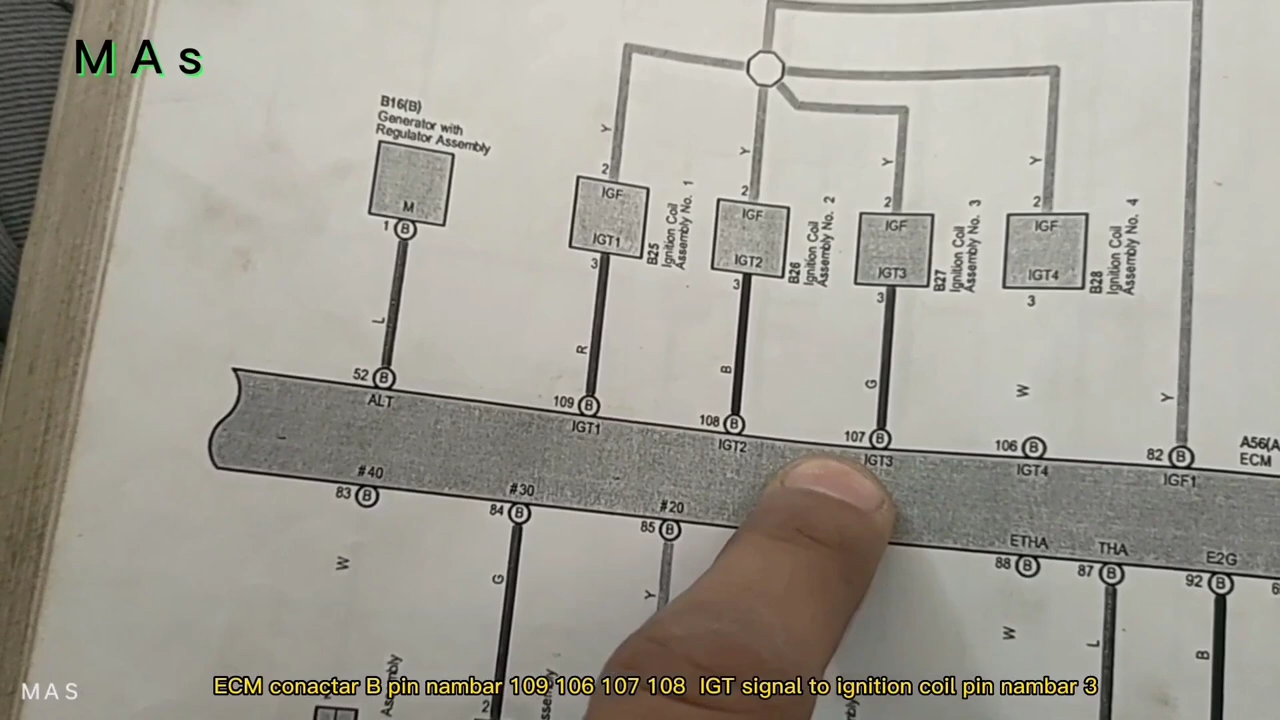 M A s
B16(B)
Generator with
Regulator Assembly
M
1 B
L
52 B
ALT
Y
2
IGF
IGT1
3
B25
Ignition Coil
Assembly No. 1
R
109 B
IGT1
Y
2
IGF
IGT2
3
B26
Ignition Coil
Assembly No. 2
B
108 B
IGT2
Y
2
IGF
IGT3
3
B27
Ignition Coil
Assembly No. 3
G
107 B
IGT3
Y
2
IGF
IGT4
3
B28
Ignition Coil
Assembly No. 4
W
106 B
IGT4
Y
82 B
IGF1
A56(A
ECM
#40
83 B
W
#30
84 B
G
2
#20
85 B
Y
ETHA
88 B
W
THA
87 B
L
E2G
92 B
B
6
Assembly
ECM conactar B pin nambar 109 106 107 108 IGT signal to ignition coil pin nambar 3
MAS